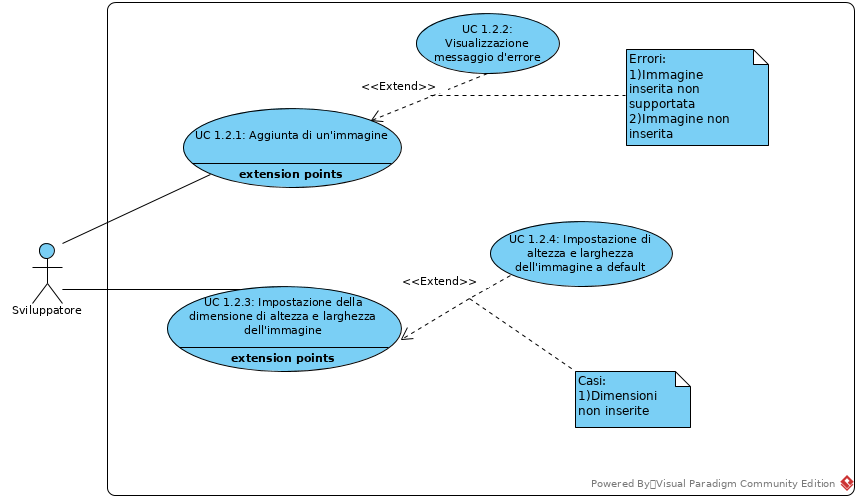 UC 1.2.2:
Visualizzazione
messaggio d'errore
<<Extend>>
Errori:
1)Immagine
inserita non
supportata
2)Immagine non
inserita
UC 1.2.1: Aggiunta di un'immagine
extension points
Sviluppatore
UC 1.2.4: Impostazione di
altezza e larghezza
dell'immagine a default
<<Extend>>
UC 1.2.3: Impostazione della
dimensione di altezza e larghezza
dell'immagine
extension points
Casi:
1)Dimensioni
non inserite
Powered By Visual Paradigm Community Edition